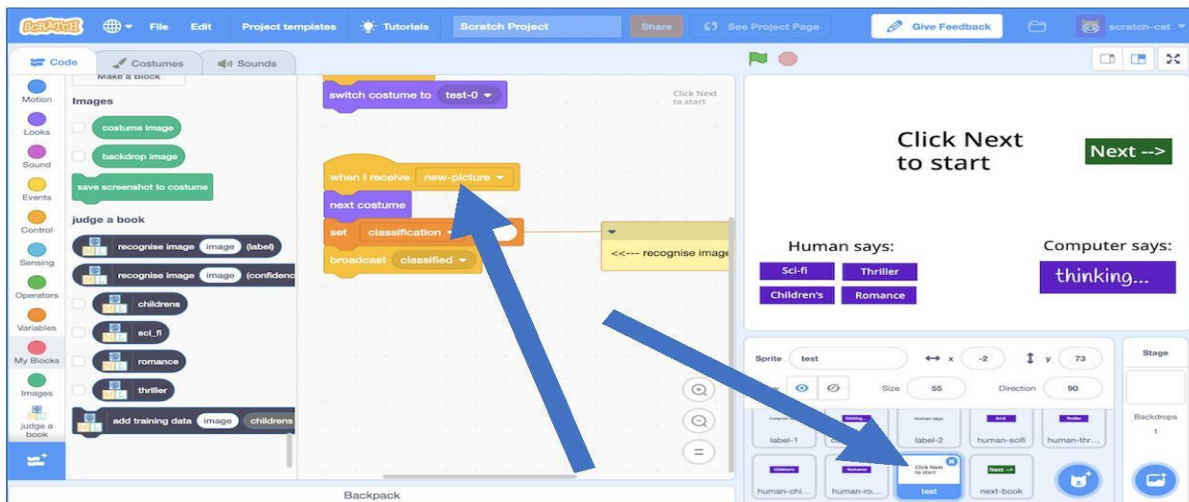 SCRATCH File Edit Project templates Tutorials Scratch Project Share See Project Page Give Feedback scratch-cat
Code Costumes Sounds
Make a Block
Motion
Looks
Sound
Events
Control
Sensing
Operators
Variables
My Blocks
Images
judge a
book
Images
costume image
backdrop image
save screenshot to costume
judge a book
recognise image image (label)
recognise image image (confidenc
childrens
sci_fi
romance
thriller
add training data image childrens
switch costume to test-0
Click Next
to start
when I receive new-picture
next costume
set classification
broadcast classified
<<--- recognise image
Backpack
Click Next
to start
Next -->
Human says:
Sci-fi Thriller
Children's Romance
Computer says:
thinking...
Sprite test x -2 y 73
Size 55 Direction 90
label-1 label-2 human-scifi human-thr...
Click Next
to start
Next -->
human-chi... human-ro... test next-book
Stage
Backdrops
1